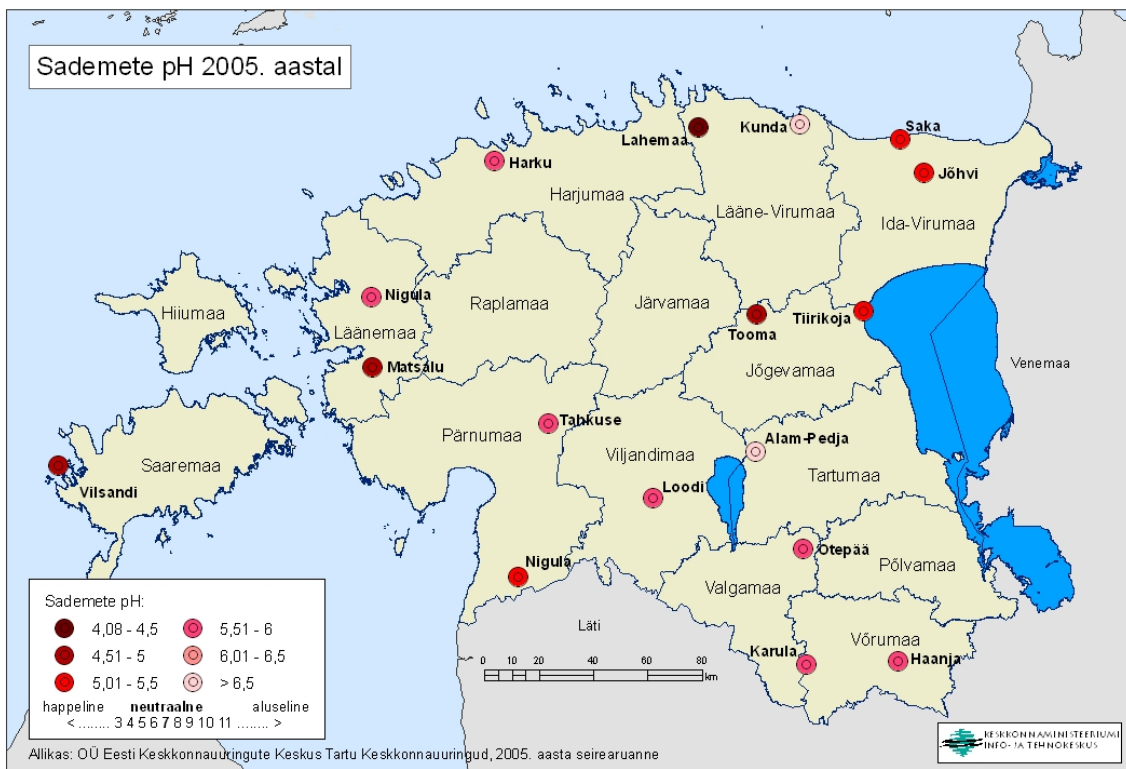 Sademete pH 2005. aastal
Lahemaa
Kunda
Saka
Harku
Jõhvi
Harjumaa
Lääne-Virumaa
Ida-Virumaa
Hiiumaa
Nigula
Raplamaa
Järvamaa
Läänemaa
Tooma
Tiirikoja
Matsalu
Jõgevamaa
Venemaa
Tahkuse
Pärnumaa
Alam-Pedja
Viljandimaa
Saaremaa
Tartumaa
Vilsandi
Loodi
Otepää
Nigula
Põlvamaa
Valgamaa
Läti
Võrumaa
Karula
Haanja
0 20 40 60 80
km
Sademete pH:
4,08 - 4,5 5,51 - 6
4,51 - 5 6,01 - 6,5
5,01 - 5,5 > 6,5
happeline neutraalne aluseline
< ........ 3 4 5 6 7 8 9 10 11 ........ >
Allikas: OÜ Eesti Keskkonnauuringute Keskus Tartu Keskkonnauuringud, 2005. aasta seirearuanne
KESKKONNAMINISTEERIUMI
INFO- JA TEHNOKESKUS